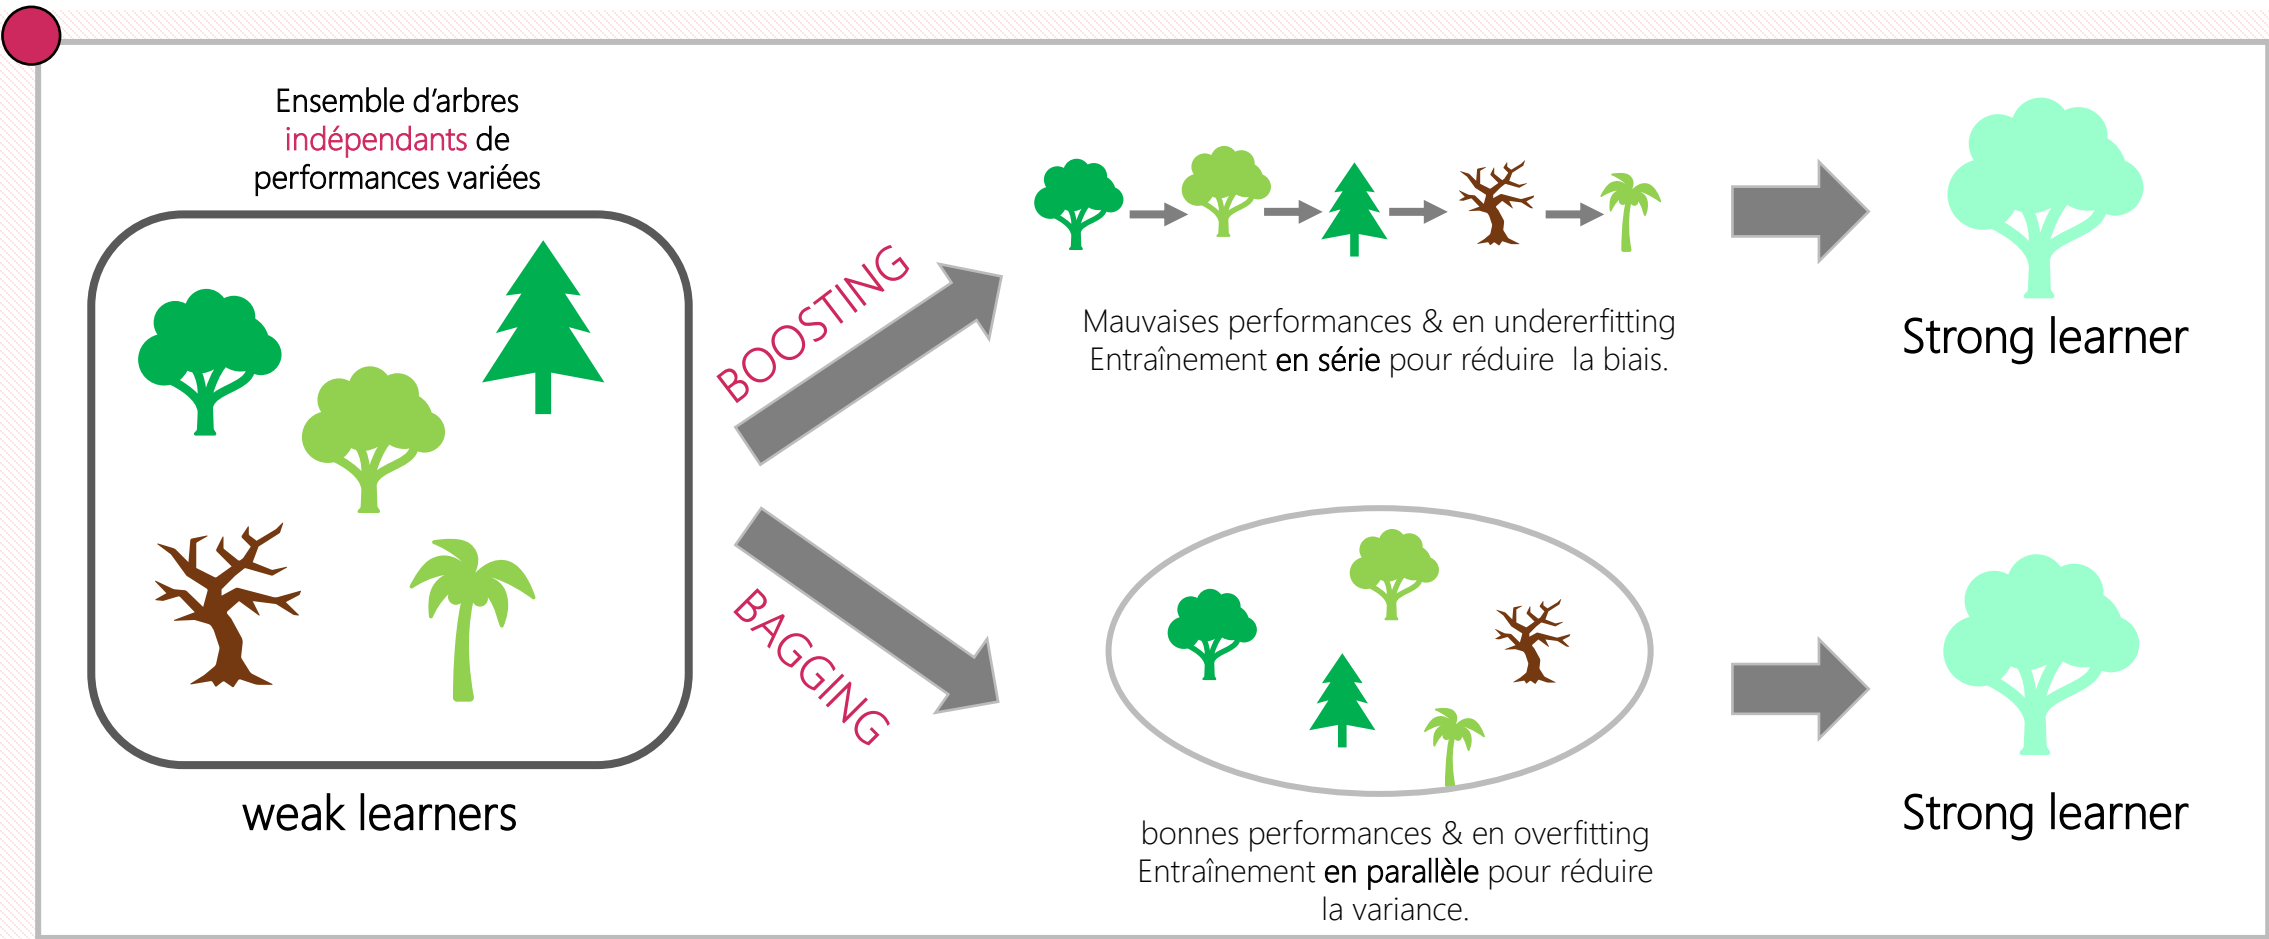 Ensemble d'arbres
indépendants de
performances variées
weak learners
BOOSTING
Mauvaises performances & en undererfitting
Entraînement en série pour réduire la biais.
Strong learner
BAGGING
bonnes performances & en overfitting
Entraînement en parallèle pour réduire
la variance.
Strong learner